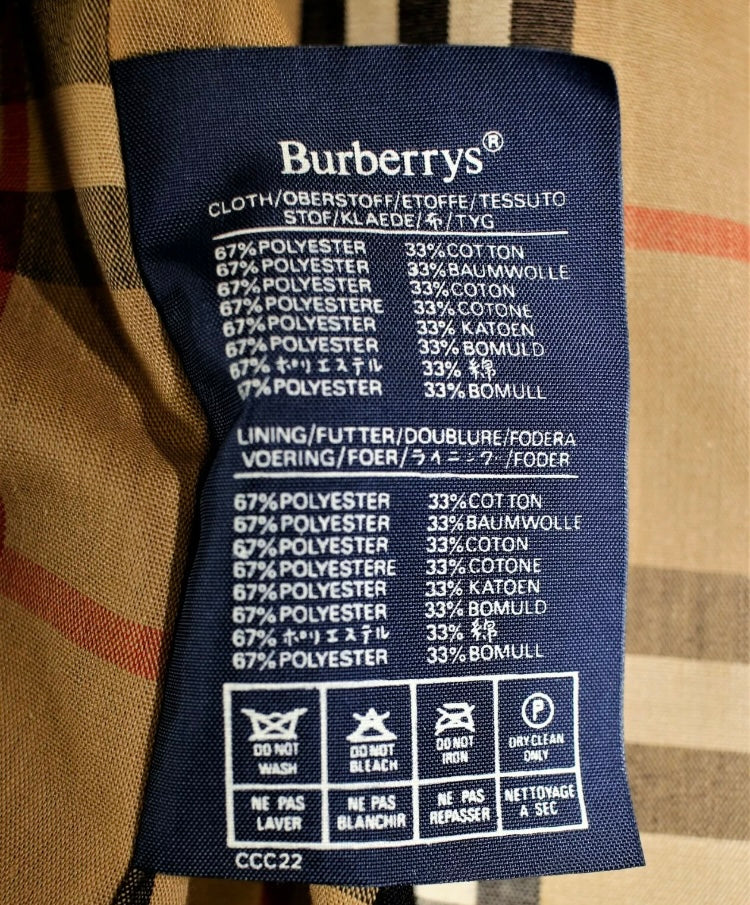 Burberrys®
CLOTH/OBERSTOFF/ETOFFE/TESSUTO
STOF/KLAEDE/布/TYG
67% POLYESTER 33% COTTON
67% POLYESTER 33% BAUMWOLLE
67% POLYESTER 33% COTON
67% POLYESTERE 33% COTONE
67% POLYESTER 33% KATOEN
67% POLYESTER 33% BOMULD
67% ポリエステル 33% 綿
67% POLYESTER 33% BOMULL
LINING/FUTTER/DOUBLURE/FODERA
VOERING/FOER/ライニング/FODER
67% POLYESTER 33% COTTON
67% POLYESTER 33% BAUMWOLLE
67% POLYESTER 33% COTON
67% POLYESTERE 33% COTONE
67% POLYESTER 33% KATOEN
67% POLYESTER 33% BOMULD
67% ポリエステル 33% 綿
67% POLYESTER 33% BOMULL
P
DO NOT DO NOT DO NOT DRY CLEAN
WASH BLEACH IRON ONLY
NE PAS NE PAS NE PAS NETTOYAGE
LAVER BLANCHIR REPASSER A SEC
CCC22